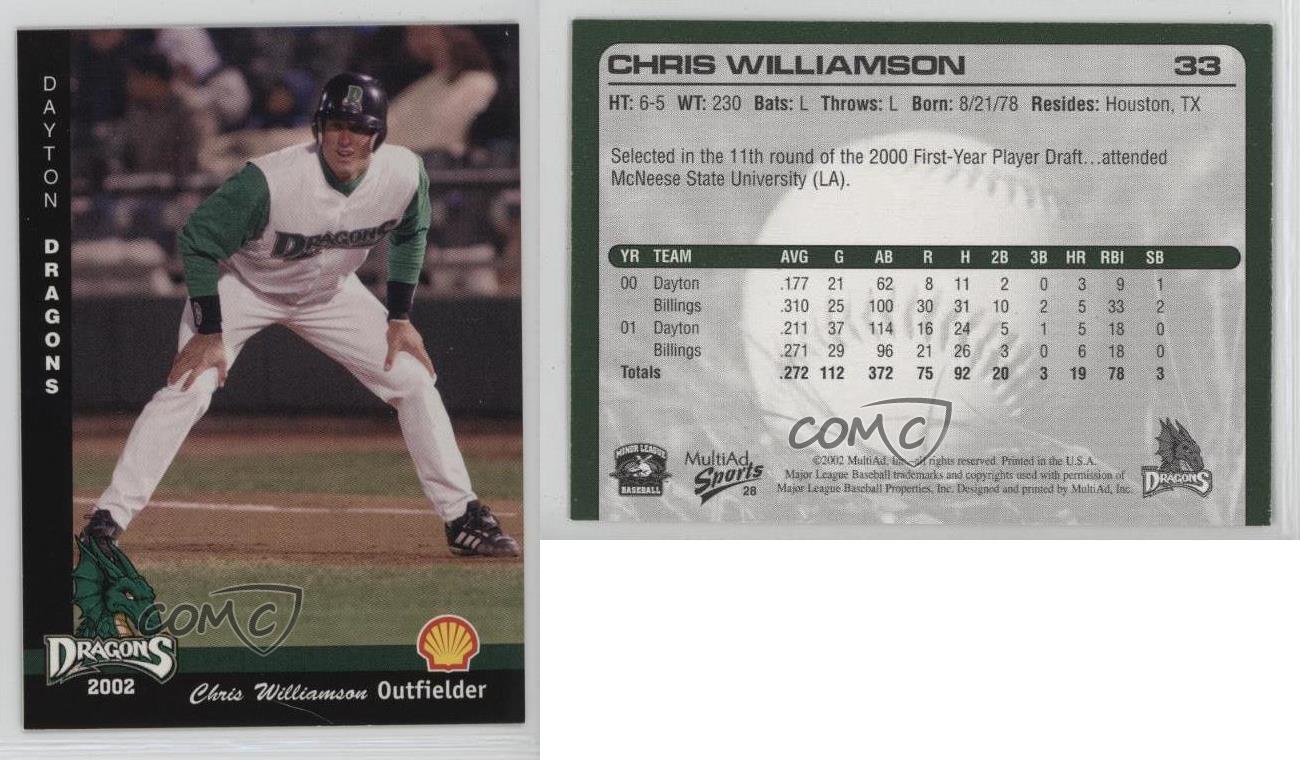 DAYTON DRAGONS
D
DRAGONS
DRAGONS
2002
Chris Williamson Outfielder
COMC
CHRIS WILLIAMSON 33
HT: 6-5 WT: 230 Bats: L Throws: L Born: 8/21/78 Resides: Houston, TX
Selected in the 11th round of the 2000 First-Year Player Draft...attended
McNeese State University (LA).
YR TEAM AVG G AB R H 2B 3B HR RBI SB
00 Dayton .177 21 62 8 11 2 0 3 9 1
Billings .310 25 100 30 31 10 2 5 33 2
01 Dayton .211 37 114 16 24 5 1 5 18 0
Billings .271 29 96 21 26 3 0 6 18 0
Totals .272 112 372 75 92 20 3 19 78 3
COMC
MINOR LEAGUE
BASEBALL
MultiAd
Sports
28
©2002 MultiAd, Inc. all rights reserved. Printed in the U.S.A.
Major League Baseball trademarks and copyrights used with permission of
Major League Baseball Properties, Inc. Designed and printed by MultiAd, Inc.
DRAGONS